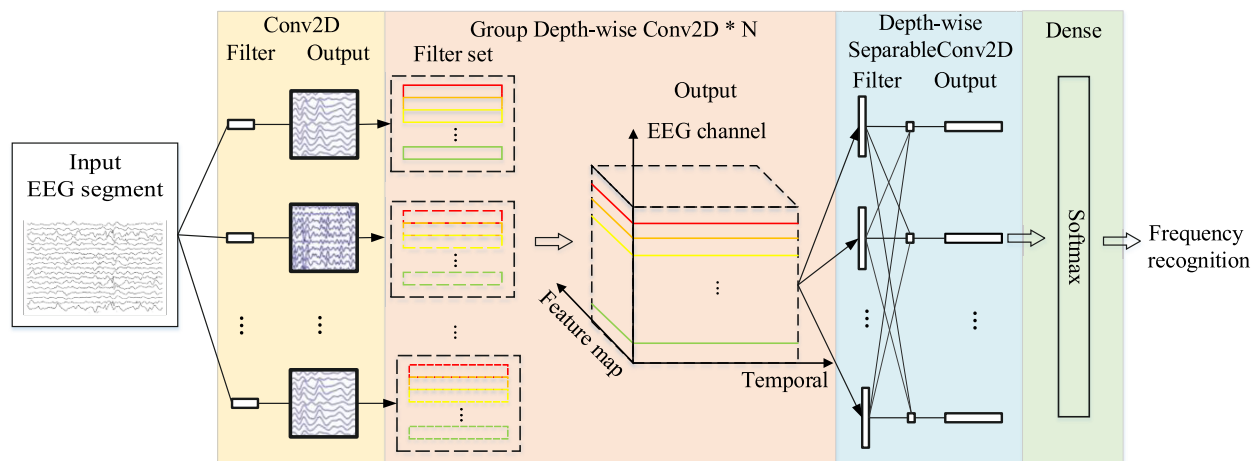 Conv2D
Filter Output
Group Depth-wise Conv2D * N
Filter set
Output
Depth-wise
SeparableConv2D
Filter Output
Dense
Input
EEG segment
EEG channel
Feature map
Temporal
Softmax
Frequency
recognition